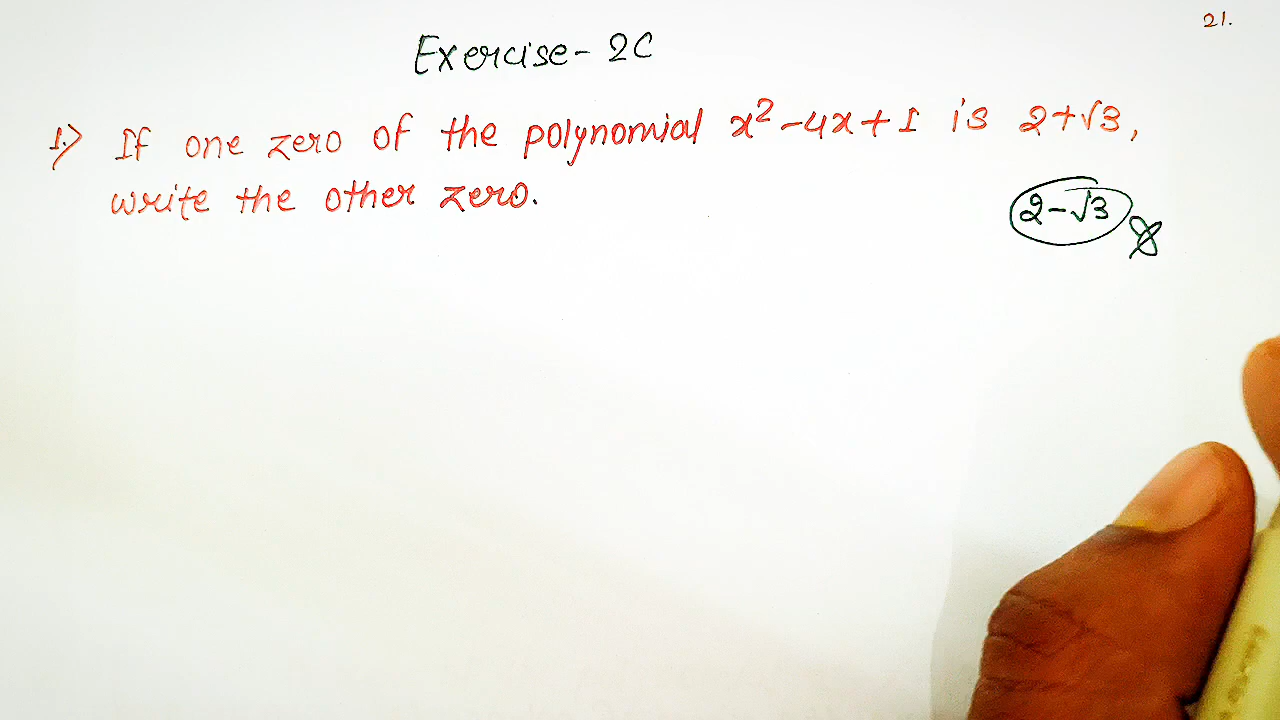 21.
Exercise - 2C
1.) If one zero of the polynomial x²-4x+1 is 2+√3,
write the other zero.
2-√3